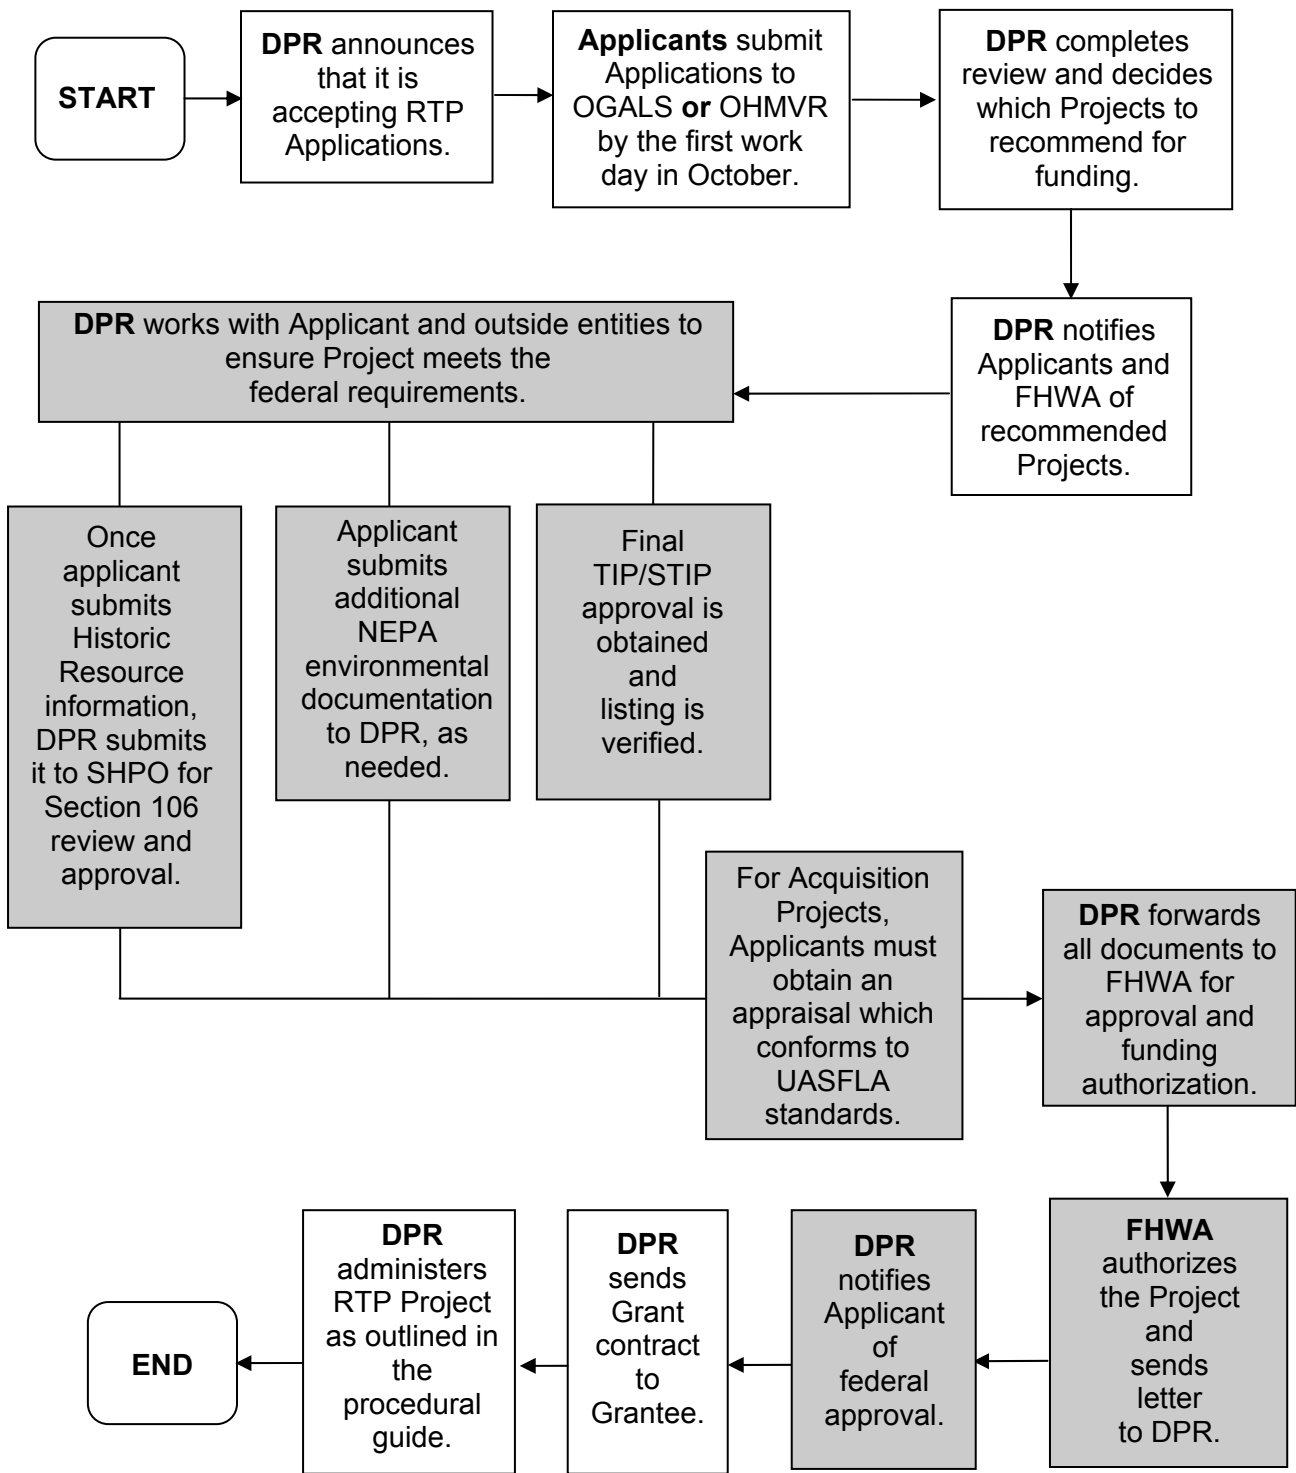 START
DPR announces
that it is
accepting RTP
Applications.
Applicants submit
Applications to
OGALS or OHMVR
by the first work
day in October.
DPR completes
review and decides
which Projects to
recommend for
funding.
DPR notifies
Applicants and
FHWA of
recommended
Projects.
DPR works with Applicant and outside entities to
ensure Project meets the
federal requirements.
Once
applicant
submits
Historic
Resource
information,
DPR submits
it to SHPO for
Section 106
review and
approval.
Applicant
submits
additional
NEPA
environmental
documentation
to DPR, as
needed.
Final
TIP/STIP
approval is
obtained
and
listing is
verified.
For Acquisition
Projects,
Applicants must
obtain an
appraisal which
conforms to
UASFLA
standards.
DPR forwards
all documents to
FHWA for
approval and
funding
authorization.
FHWA
authorizes
the Project
and
sends
letter
to DPR.
DPR
notifies
Applicant
of
federal
approval.
DPR
sends
Grant
contract
to
Grantee.
DPR
administers
RTP Project
as outlined in
the
procedural
guide.
END